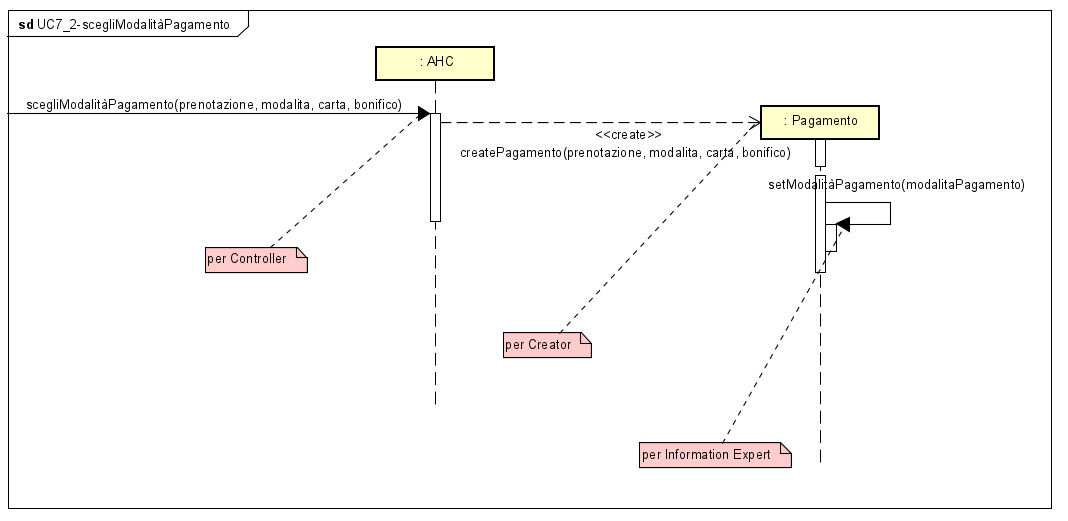 sd UC7_2-scegliModalitàPagamento
: AHC
scegliModalitàPagamento(prenotazione, modalita, carta, bonifico)
: Pagamento
<<create>>
createPagamento(prenotazione, modalita, carta, bonifico)
setModalitàPagamento(modalitaPagamento)
per Controller
per Creator
per Information Expert